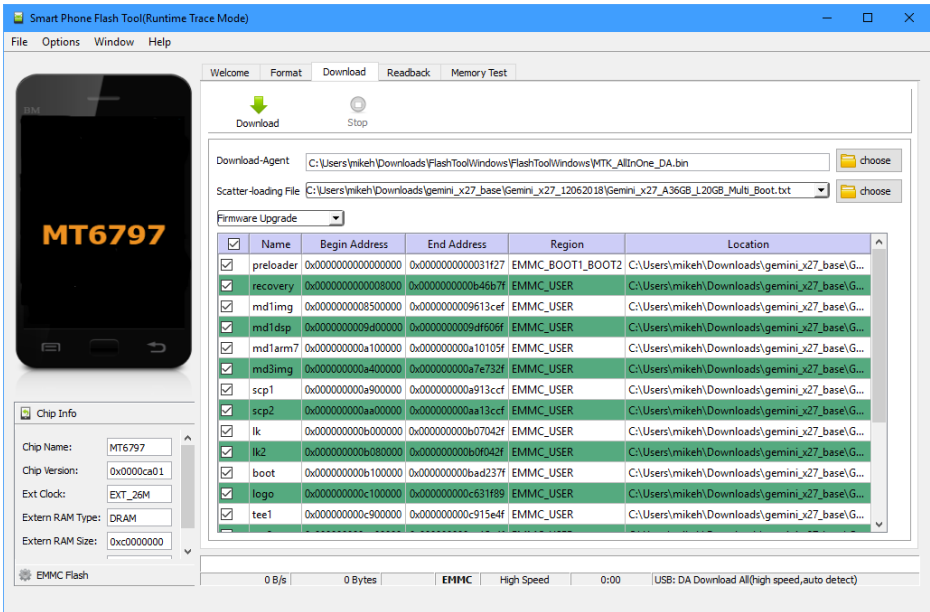 Smart Phone Flash Tool(Runtime Trace Mode)
File Options Window Help
BM
MT6797
Welcome Format Download Readback Memory Test
Download Stop
Download-Agent C:\Users\mikeh\Downloads\FlashToolWindows\FlashToolWindows\MTK_AllInOne_DA.bin choose
Scatter-loading File C:\Users\mikeh\Downloads\gemini_x27_base\Gemini_x27_12062018\Gemini_x27_A36GB_L20GB_Multi_Boot.txt choose
Firmware Upgrade
Name Begin Address End Address Region Location
preloader 0x0000000000000000 0x0000000000031f27 EMMC_BOOT1_BOOT2 C:\Users\mikeh\Downloads\gemini_x27_base\G...
recovery 0x0000000000008000 0x0000000000b46b7f EMMC_USER C:\Users\mikeh\Downloads\gemini_x27_base\G...
md1img 0x0000000008500000 0x0000000009613cef EMMC_USER C:\Users\mikeh\Downloads\gemini_x27_base\G...
md1dsp 0x0000000009d00000 0x0000000009df606f EMMC_USER C:\Users\mikeh\Downloads\gemini_x27_base\G...
md1arm7 0x000000000a100000 0x000000000a10105f EMMC_USER C:\Users\mikeh\Downloads\gemini_x27_base\G...
md3img 0x000000000a400000 0x000000000a7e732f EMMC_USER C:\Users\mikeh\Downloads\gemini_x27_base\G...
scp1 0x000000000a900000 0x000000000a913ccf EMMC_USER C:\Users\mikeh\Downloads\gemini_x27_base\G...
scp2 0x000000000aa00000 0x000000000aa13ccf EMMC_USER C:\Users\mikeh\Downloads\gemini_x27_base\G...
lk 0x000000000b000000 0x000000000b07042f EMMC_USER C:\Users\mikeh\Downloads\gemini_x27_base\G...
lk2 0x000000000b080000 0x000000000b0f042f EMMC_USER C:\Users\mikeh\Downloads\gemini_x27_base\G...
boot 0x000000000b100000 0x000000000bad237f EMMC_USER C:\Users\mikeh\Downloads\gemini_x27_base\G...
logo 0x000000000c100000 0x000000000c631f89 EMMC_USER C:\Users\mikeh\Downloads\gemini_x27_base\G...
tee1 0x000000000c900000 0x000000000c915e4f EMMC_USER C:\Users\mikeh\Downloads\gemini_x27_base\G...
Chip Info
Chip Name: MT6797
Chip Version: 0x0000ca01
Ext Clock: EXT_26M
Extern RAM Type: DRAM
Extern RAM Size: 0xc0000000
EMMC Flash
0 B/s 0 Bytes EMMC High Speed 0:00 USB: DA Download All(high speed,auto detect)